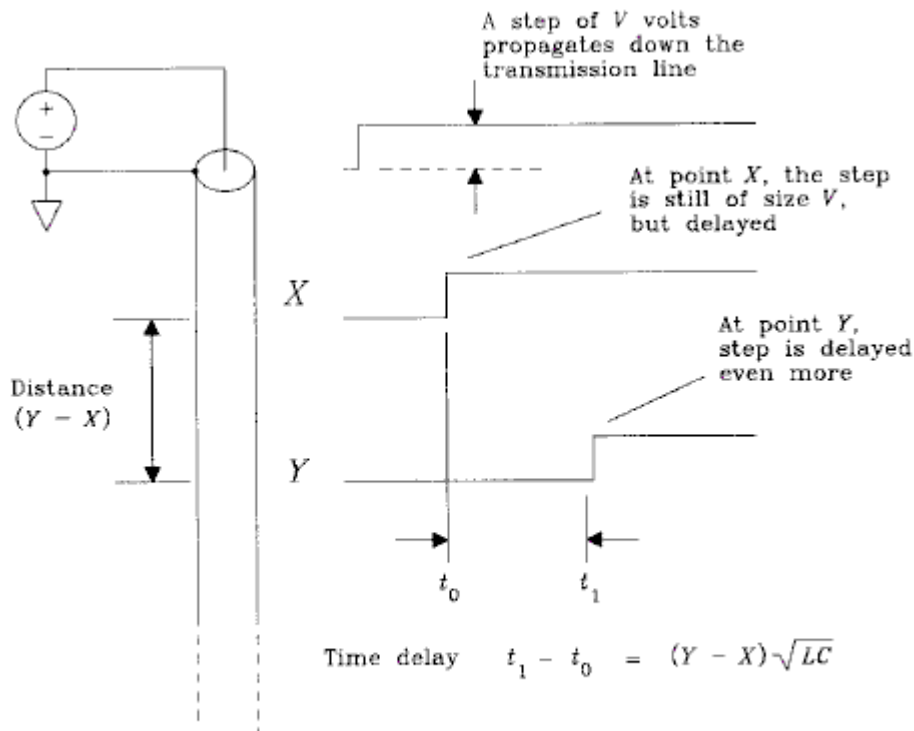 A step of V volts
propagates down the
transmission line
+
−
At point X, the step
is still of size V,
but delayed
X
At point Y,
step is delayed
even more
Distance
(Y − X)
Y
t₀
t₁
Time delay t₁ − t₀ = (Y − X)√LC